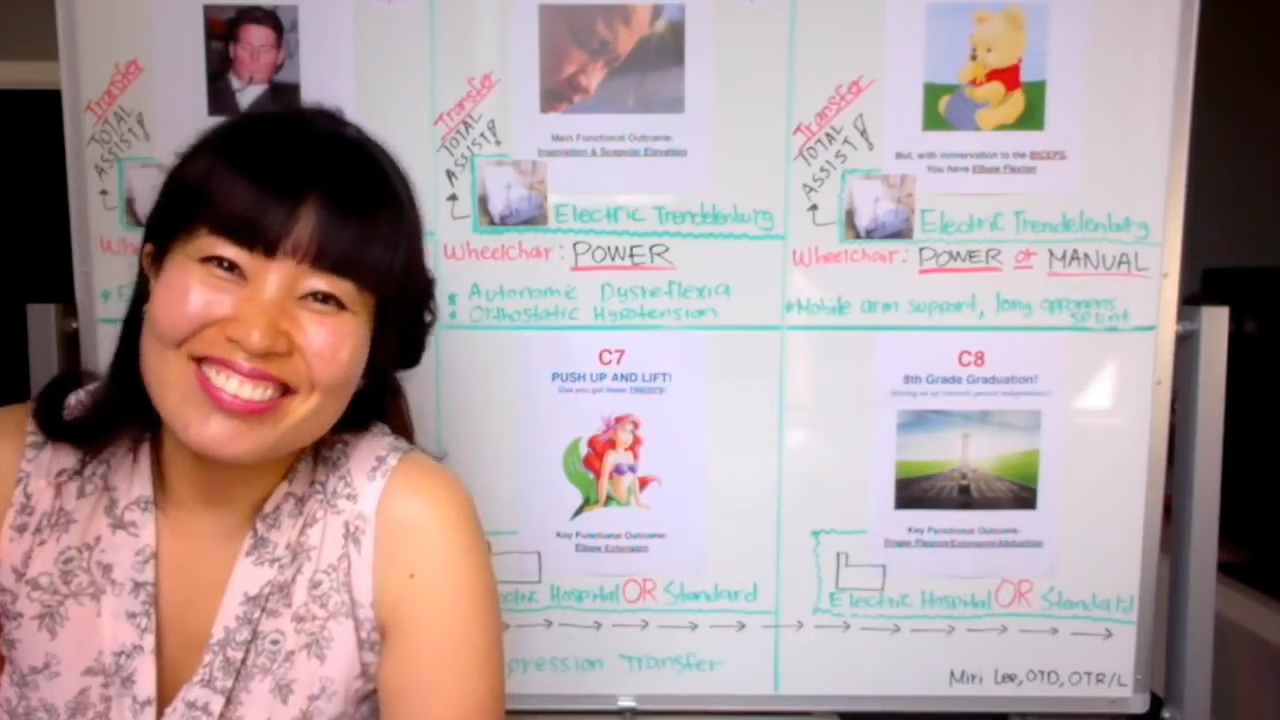 Transfer
TOTAL
ASSIST!
Transfer
TOTAL
ASSIST!
Main Functional Outcome:
Inspiration & Scapular Elevation
Electric Trendelenburg
Wheelchair: POWER
* Autonomic Dysreflexia
* Orthostatic Hypotension
Transfer
TOTAL
ASSIST!
But, with innervation to the BICEPS,
You have Elbow Flexion
Electric Trendelenburg
Wheelchair: POWER or MANUAL
*Mobile arm support, long opponens
splint
C7
PUSH UP AND LIFT!
TRICEPS
Key Functional Outcome:
Elbow Extension
Hospital OR Standard
pression Transfer
C8
8th Grade Graduation!
Key Functional Outcome:
Finger Flexion/Extension/Abduction
Electric Hospital OR Standard
Miri Lee, OTD, OTR/L